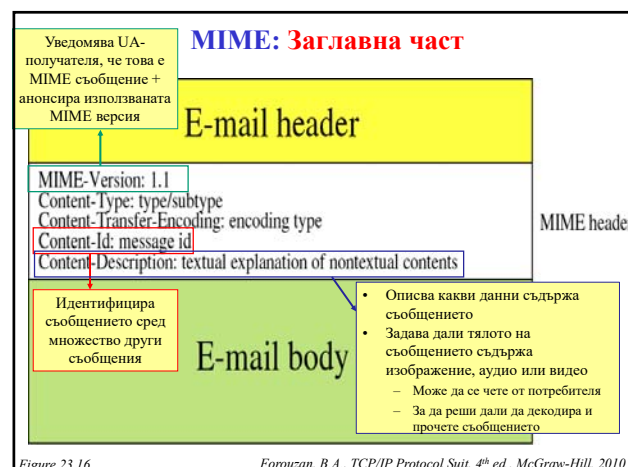 MIME: Заглавна част
Уведомява UA-
получателя, че това е
MIME съобщение +
анонсира използваната
MIME версия
E-mail header
MIME-Version: 1.1
Content-Type: type/subtype
Content-Transfer-Encoding: encoding type
Content-Id: message id
Content-Description: textual explanation of nontextual contents
MIME header
Идентифицира
съобщението сред
множество други
съобщения
E-mail body
• Описва какви данни съдържа
съобщението
• Задава дали тялото на
съобщението съдържа
изображение, аудио или видео
– Може да се чете от потребителя
– За да реши дали да декодира и
прочете съобщението
Figure 23.16
Forouzan, B.A., TCP/IP Protocol Suit, 4th ed., McGraw-Hill, 2010